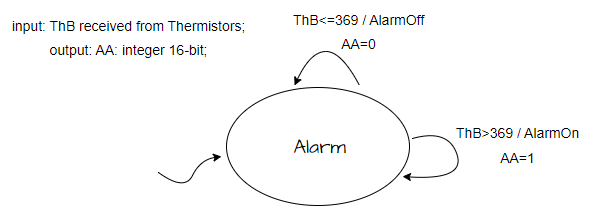 input: ThB received from Thermistors;
output: AA: integer 16-bit;
ThB<=369 / AlarmOff
AA=0
Alarm
ThB>369 / AlarmOn
AA=1